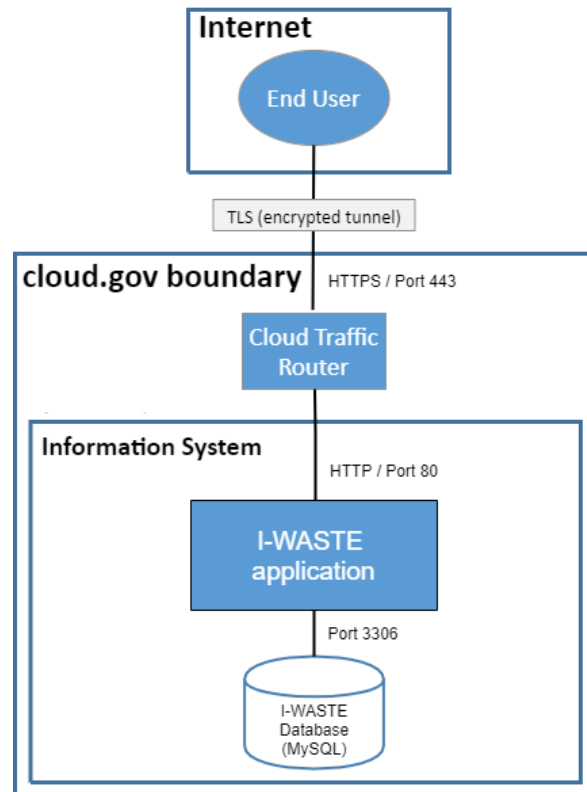 Internet
End User
TLS (encrypted tunnel)
cloud.gov boundary
HTTPS / Port 443
Cloud Traffic
Router
Information System
HTTP / Port 80
I-WASTE
application
Port 3306
I-WASTE
Database
(MySQL)